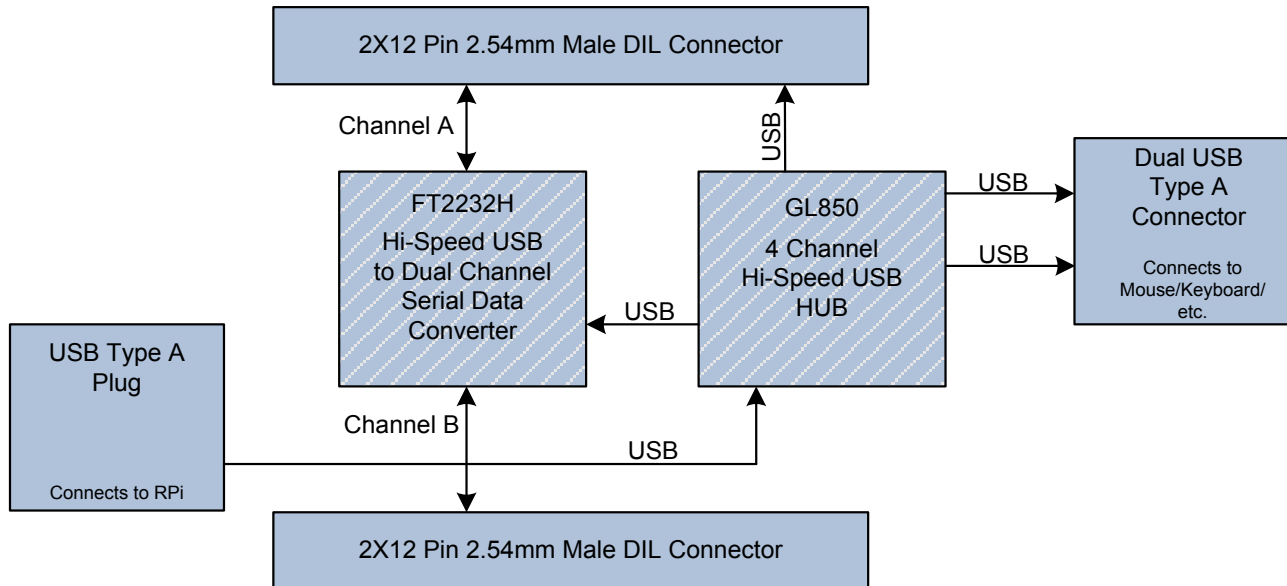 2X12 Pin 2.54mm Male DIL Connector
Channel A
USB
FT2232H
Hi-Speed USB
to Dual Channel
Serial Data
Converter
USB
GL850
4 Channel
Hi-Speed USB
HUB
USB
USB
Dual USB
Type A
Connector
Connects to
Mouse/Keyboard/
etc.
USB Type A
Plug
Connects to RPi
Channel B
USB
2X12 Pin 2.54mm Male DIL Connector